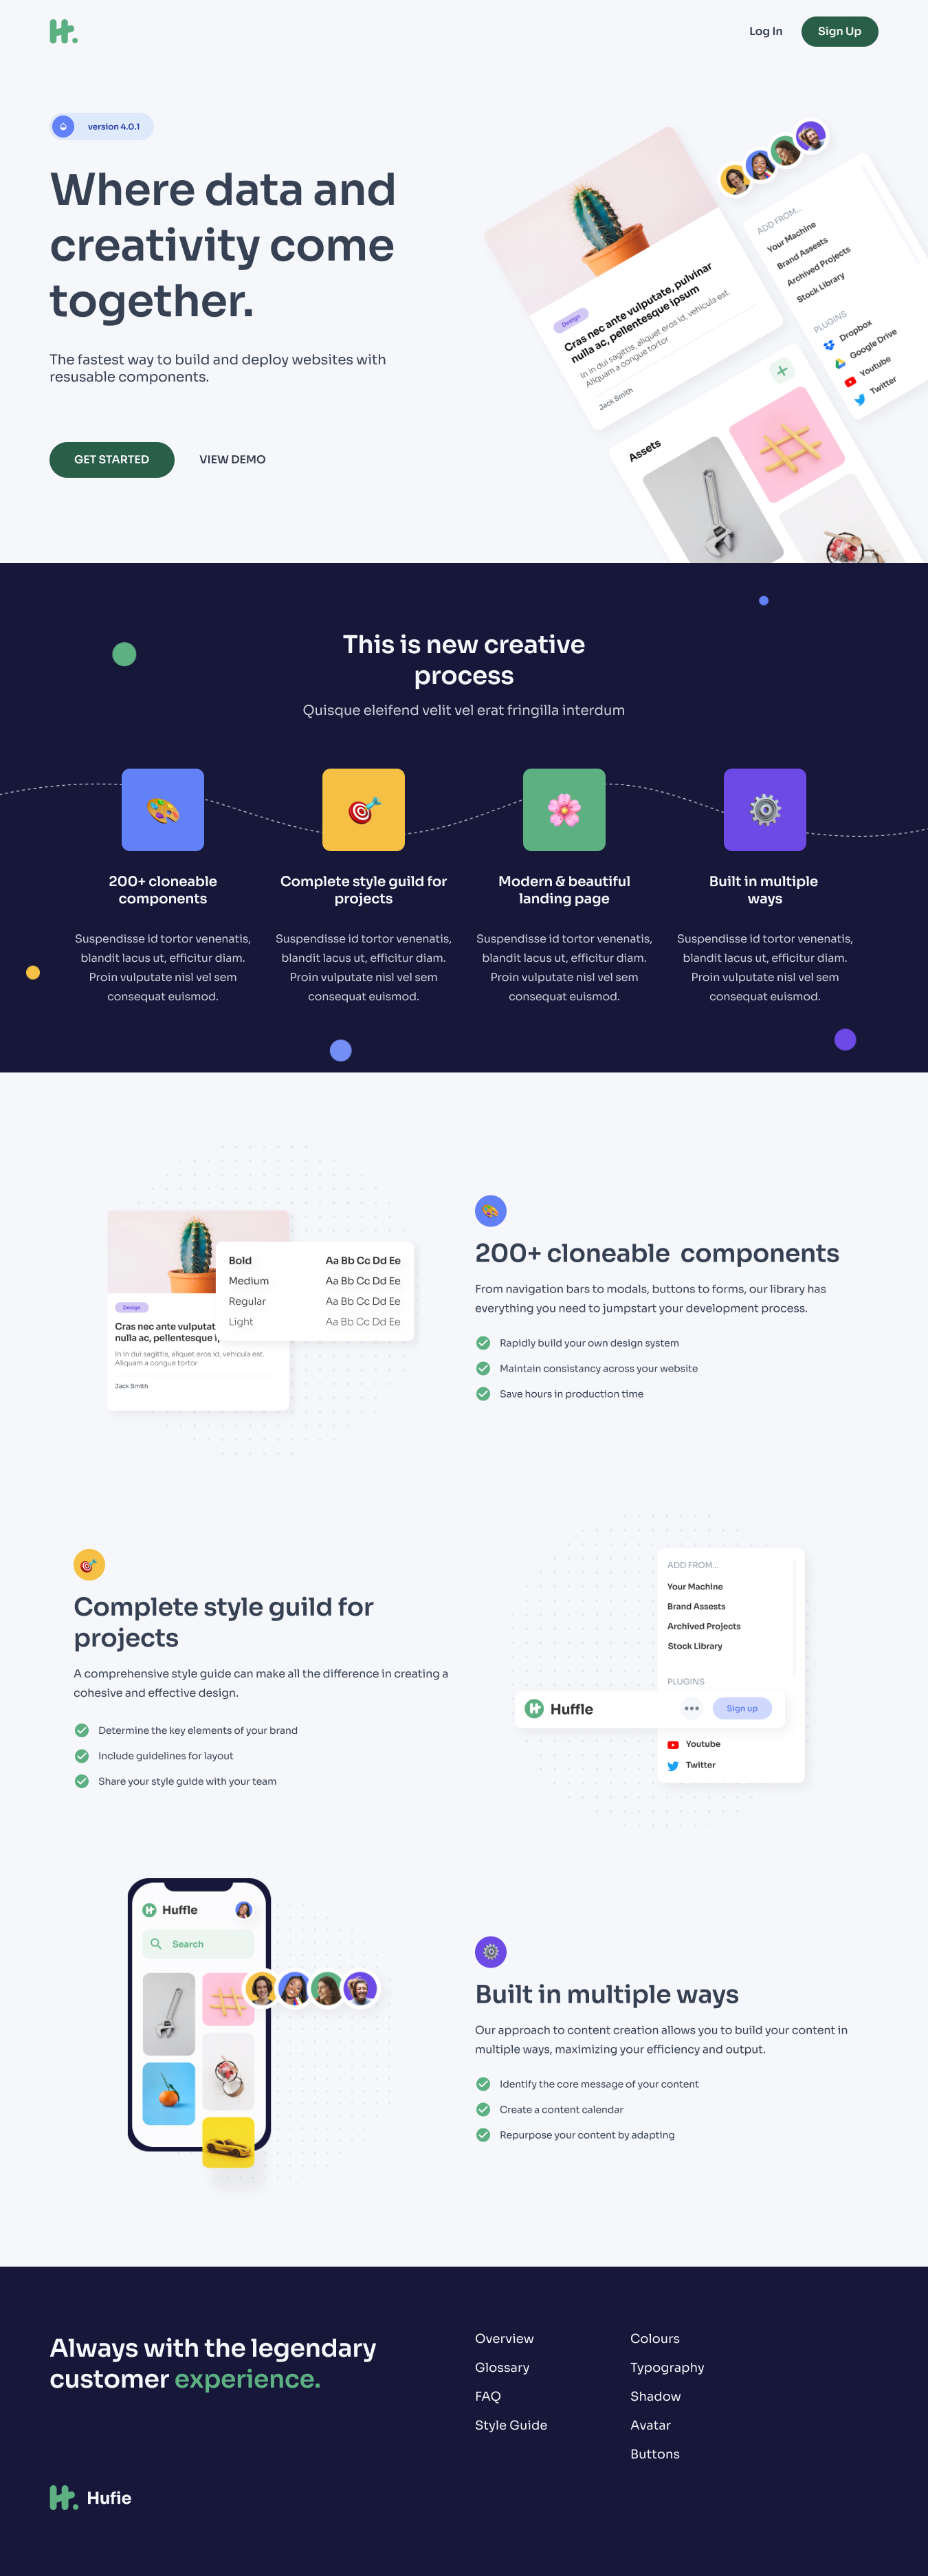 Log In
Sign Up
version 4.0.1
Where data and
creativity come
together.
The fastest way to build and deploy websites with
resusable components.
GET STARTED
VIEW DEMO
Design
Cras nec ante vulputate, pulvinar
nulla ac, pellentesque ipsum
In in dui sagittis, aliquet eros id, vehicula est.
Aliquam a congue tortor
Jack Smith
ADD FROM...
Your Machine
Brand Assests
Archived Projects
Stock Library
PLUGINS
Dropbox
Google Drive
Youtube
Twitter
Assets
This is new creative
process
Quisque eleifend velit vel erat fringilla interdum
200+ cloneable
components
Suspendisse id tortor venenatis,
blandit lacus ut, efficitur diam.
Proin vulputate nisl vel sem
consequat euismod.
Complete style guild for
projects
Suspendisse id tortor venenatis,
blandit lacus ut, efficitur diam.
Proin vulputate nisl vel sem
consequat euismod.
Modern & beautiful
landing page
Suspendisse id tortor venenatis,
blandit lacus ut, efficitur diam.
Proin vulputate nisl vel sem
consequat euismod.
Built in multiple
ways
Suspendisse id tortor venenatis,
blandit lacus ut, efficitur diam.
Proin vulputate nisl vel sem
consequat euismod.
Design
Cras nec ante vulputat
nulla ac, pellentesque
In in dui sagittis, aliquet eros id, vehicula est.
Aliquam a congue tortor
Jack Smith
Bold Aa Bb Cc Dd Ee
Medium Aa Bb Cc Dd Ee
Regular Aa Bb Cc Dd Ee
Light Aa Bb Cc Dd Ee
200+ cloneable components
From navigation bars to modals, buttons to forms, our library has
everything you need to jumpstart your development process.
Rapidly build your own design system
Maintain consistancy across your website
Save hours in production time
Complete style guild for
projects
A comprehensive style guide can make all the difference in creating a
cohesive and effective design.
Determine the key elements of your brand
Include guidelines for layout
Share your style guide with your team
ADD FROM...
Your Machine
Brand Assests
Archived Projects
Stock Library
PLUGINS
Huffle
Sign up
Youtube
Twitter
Huffle
Search
Built in multiple ways
Our approach to content creation allows you to build your content in
multiple ways, maximizing your efficiency and output.
Identify the core message of your content
Create a content calendar
Repurpose your content by adapting
Always with the legendary
customer experience.
Overview
Glossary
FAQ
Style Guide
Colours
Typography
Shadow
Avatar
Buttons
Hufie